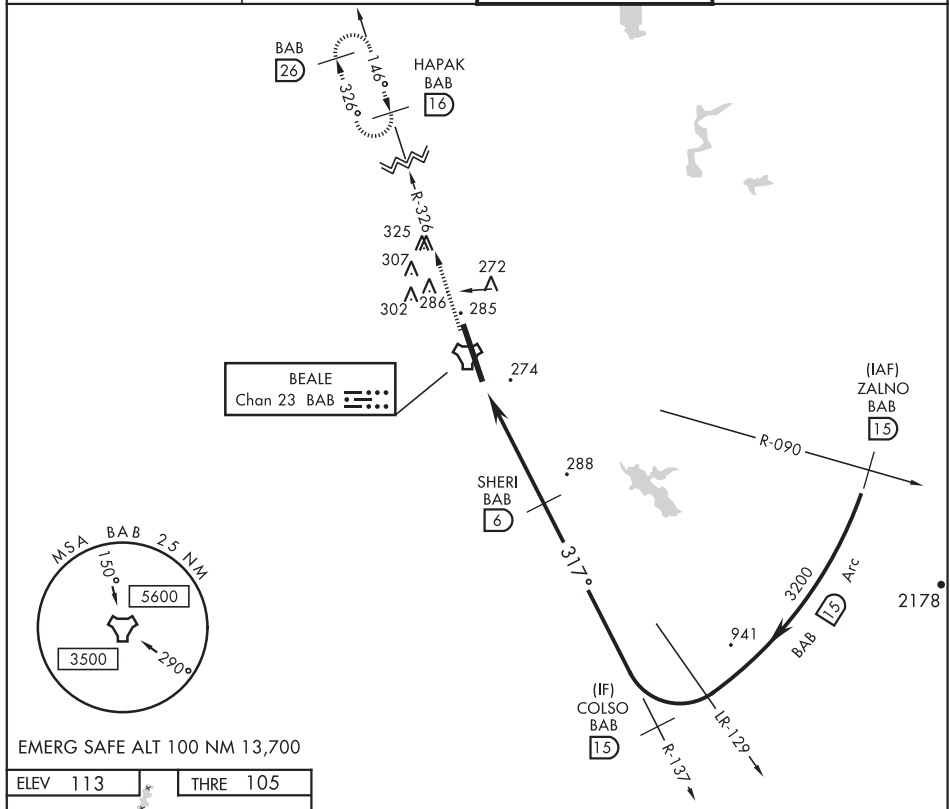 BAB
26
146°
326°
HAPAK
BAB
16
R-326
325
307
302
286
272
285
274
BEALE
Chan 23 BAB
(IAF)
ZALNO
BAB
15
R-090
288
SHERI
BAB
6
317°
3200
BAB 15 Arc
2178
941
(IF)
COLSO
BAB
15
LR-129
R-137
MSA BAB 25 NM
150°
5600
3500
290°
EMERG SAFE ALT 100 NM 13,700
ELEV 113
THRE 105